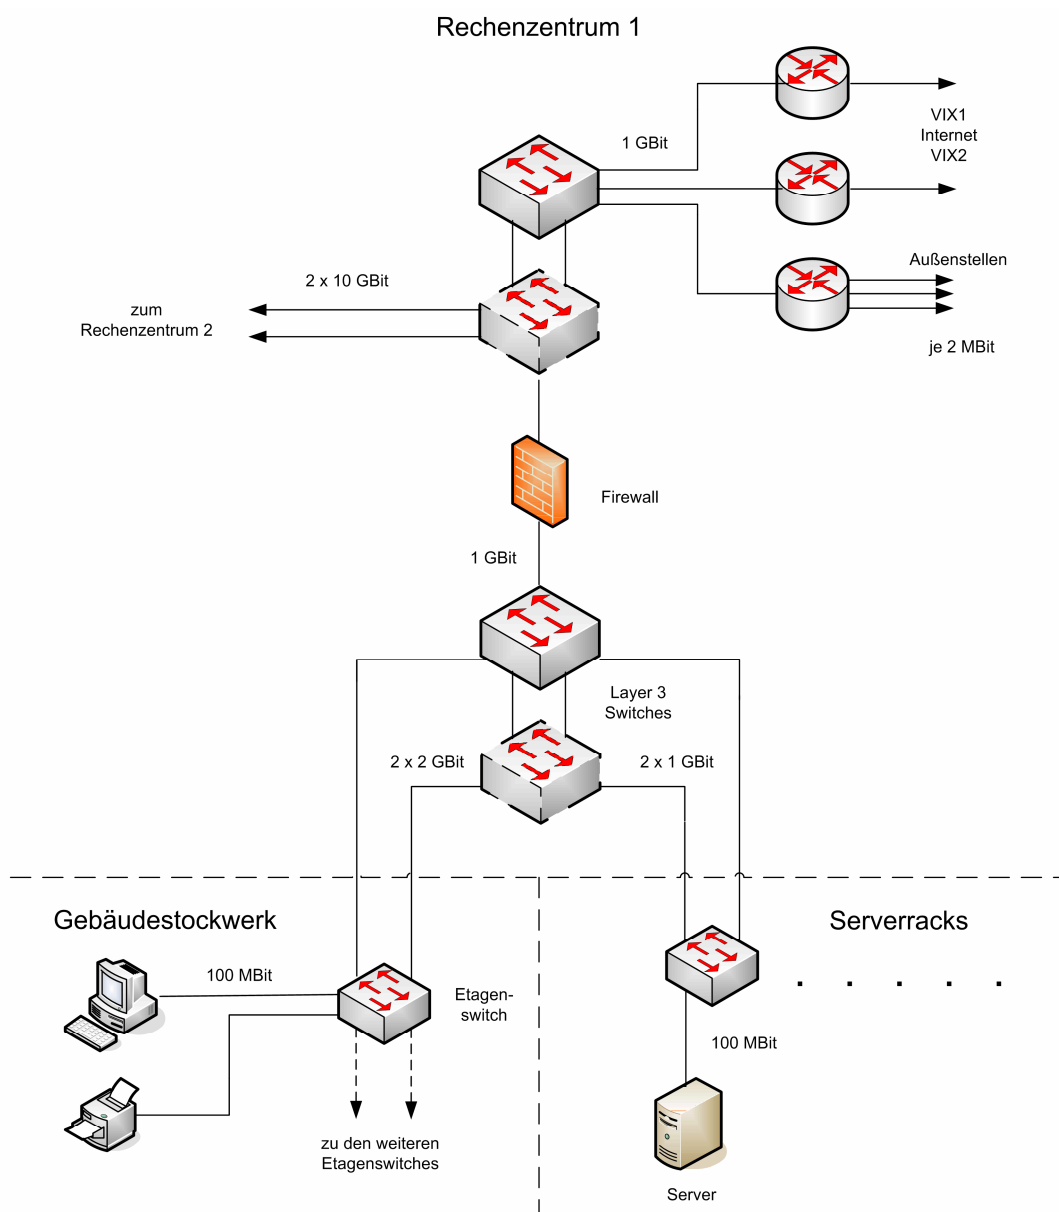 Rechenzentrum 1
VIX1
Internet
VIX2
1 GBit
Außenstellen
2 x 10 GBit
zum
Rechenzentrum 2
je 2 MBit
Firewall
1 GBit
Layer 3
Switches
2 x 2 GBit
2 x 1 GBit
Gebäudestockwerk
Serverracks
100 MBit
Etagen-
switch
. . . . .
100 MBit
zu den weiteren
Etagenswitches
Server